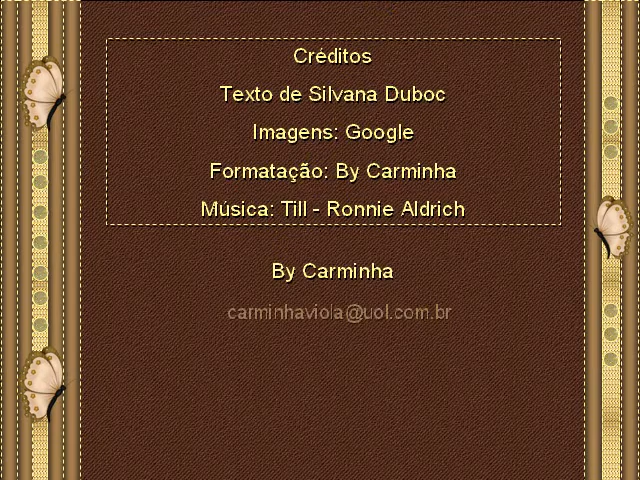 Créditos
Texto de Silvana Duboc
Imagens: Google
Formatação: By Carminha
Música: Till - Ronnie Aldrich
By Carminha
carminhaviola@uol.com.br